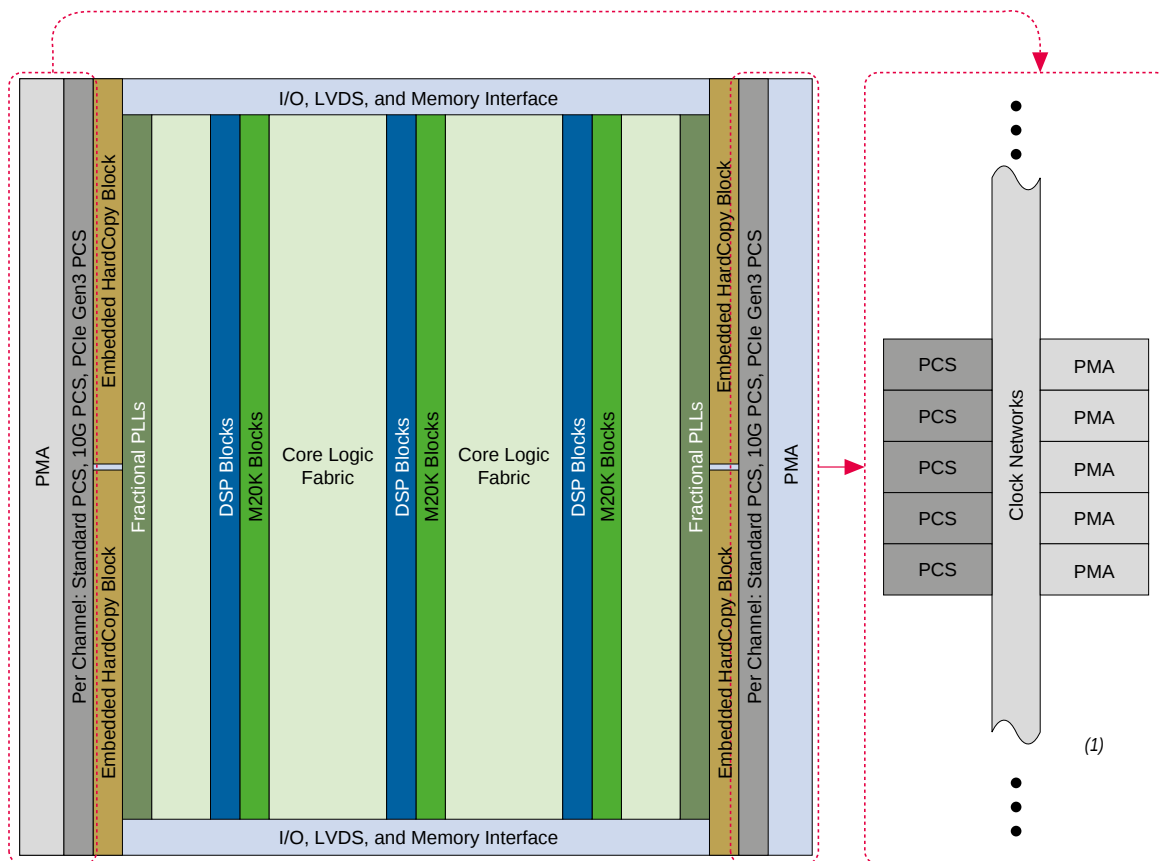 I/O, LVDS, and Memory Interface
PMA
Per Channel: Standard PCS, 10G PCS, PCIe Gen3 PCS
Embedded HardCopy Block
Embedded HardCopy Block
Fractional PLLs
DSP Blocks
M20K Blocks
Core Logic
Fabric
DSP Blocks
M20K Blocks
Core Logic
Fabric
DSP Blocks
M20K Blocks
Fractional PLLs
Embedded HardCopy Block
Embedded HardCopy Block
Per Channel: Standard PCS, 10G PCS, PCIe Gen3 PCS
PMA
I/O, LVDS, and Memory Interface
PCS
PCS
PCS
PCS
PCS
Clock Networks
PMA
PMA
PMA
PMA
PMA
(1)